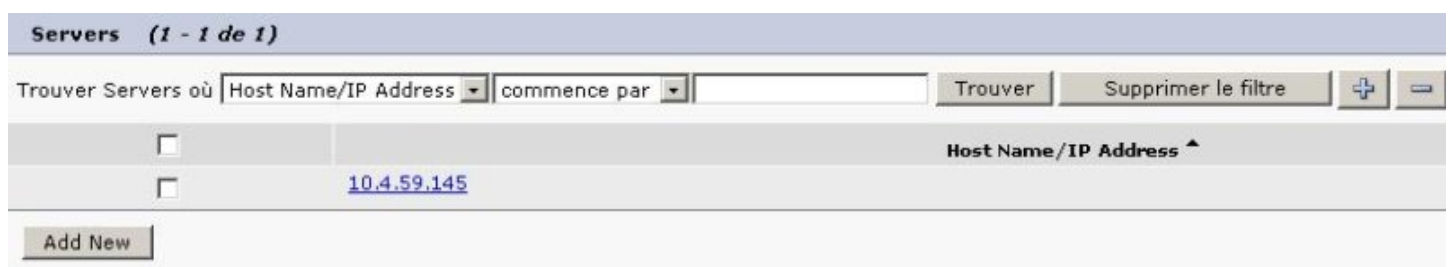 Servers (1 - 1 de 1)
Trouver Servers où Host Name/IP Address commence par Trouver Supprimer le filtre
Host Name/IP Address
10.4.59.145
Add New